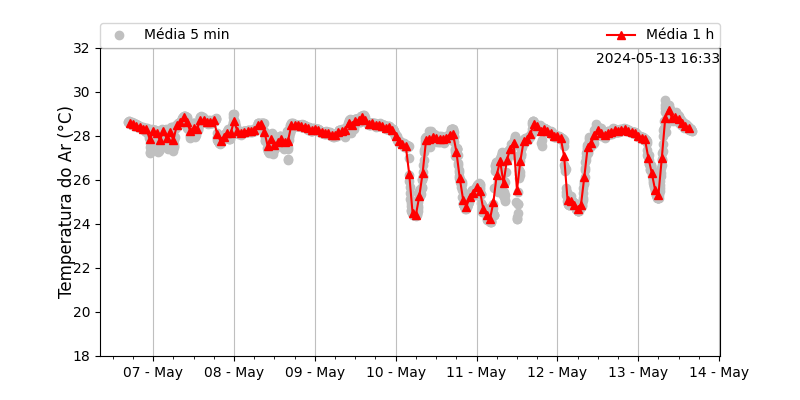 Média 5 min
Média 1 h
2024-05-13 16:33
Temperatura do Ar (°C)
32
30
28
26
24
22
20
18
07 - May
08 - May
09 - May
10 - May
11 - May
12 - May
13 - May
14 - May